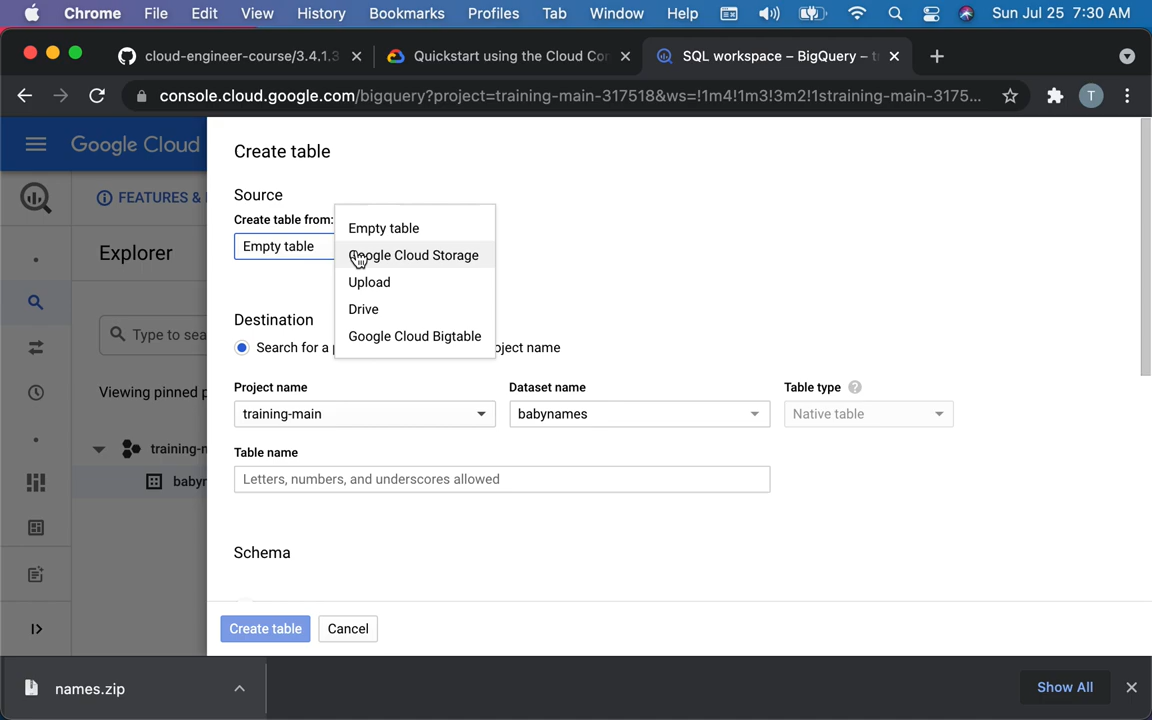 Chrome File Edit View History Bookmarks Profiles Tab Window Help Sun Jul 25 7:30 AM
cloud-engineer-course/3.4.1.3 Quickstart using the Cloud Con SQL workspace – BigQuery – tr
console.cloud.google.com/bigquery?project=training-main-317518&ws=!1m4!1m3!3m2!1straining-main-3175... T
Google Cloud
FEATURES &
Explorer
Type to sea
Viewing pinned p
training-m
babyn
Create table
Source
Create table from:
Empty table
Empty table
Google Cloud Storage
Upload
Drive
Google Cloud Bigtable
Destination
Search for a p oject name
Project name Dataset name Table type
training-main babynames Native table
Table name
Letters, numbers, and underscores allowed
Schema
Create table Cancel
names.zip Show All